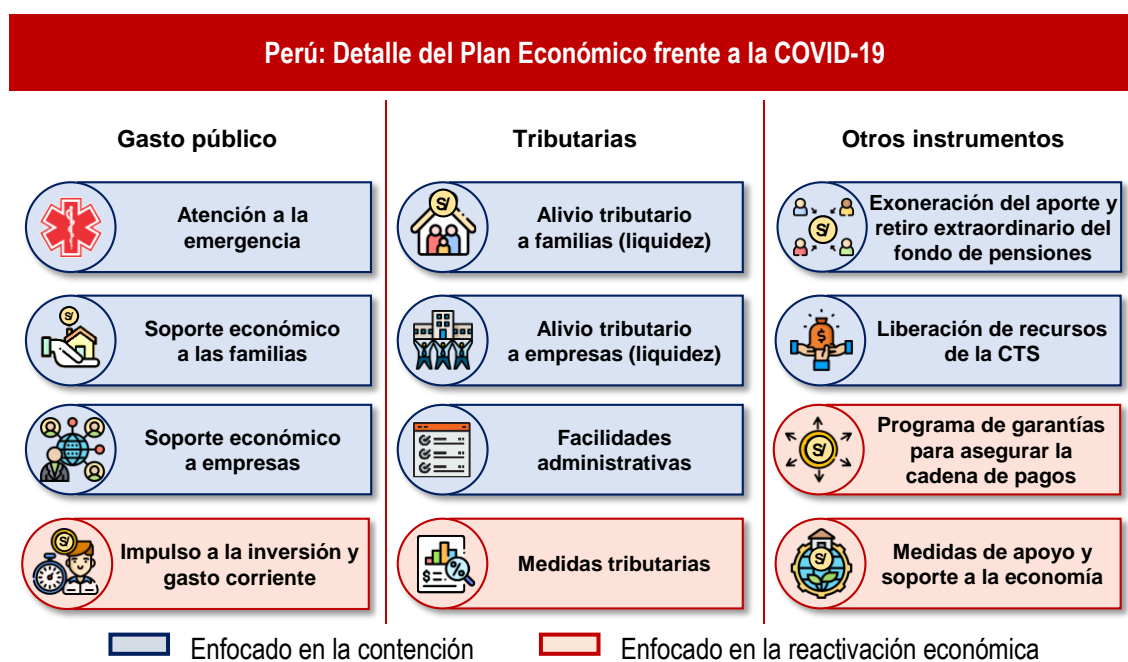 Perú: Detalle del Plan Económico frente a la COVID-19
Gasto público
Atención a la
emergencia
Soporte económico
a las familias
Soporte económico
a empresas
Impulso a la inversión y
gasto corriente
Tributarias
Alivio tributario
a familias (liquidez)
Alivio tributario
a empresas (liquidez)
Facilidades
administrativas
Medidas tributarias
Otros instrumentos
Exoneración del aporte y
retiro extraordinario del
fondo de pensiones
Liberación de recursos
de la CTS
Programa de garantías
para asegurar la
cadena de pagos
Medidas de apoyo y
soporte a la economía
Enfocado en la contención
Enfocado en la reactivación económica